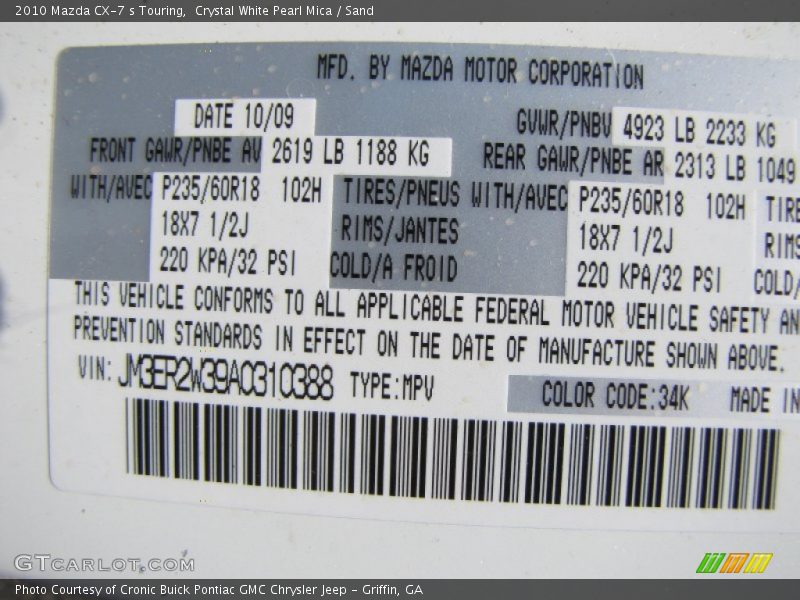 2010 Mazda CX-7 s Touring,  Crystal White Pearl Mica / Sand
MFD. BY MAZDA MOTOR CORPORATION
DATE 10/09 GVWR/PNBV 4923 LB 2233 KG
FRONT GAWR/PNBE AV 2619 LB 1188 KG REAR GAWR/PNBE AR 2313 LB 1049
WITH/AVEC P235/60R18 102H TIRES/PNEUS WITH/AVEC P235/60R18 102H TIRE
18X7 1/2J RIMS/JANTES 18X7 1/2J RIMS
220 KPA/32 PSI COLD/A FROID 220 KPA/32 PSI COLD/
THIS VEHICLE CONFORMS TO ALL APPLICABLE FEDERAL MOTOR VEHICLE SAFETY AN
PREVENTION STANDARDS IN EFFECT ON THE DATE OF MANUFACTURE SHOWN ABOVE.
VIN: JM3ER2W39A0310388 TYPE:MPV COLOR CODE:34K MADE IN
GTCARLOT.COM
Photo Courtesy of Cronic Buick Pontiac GMC Chrysler Jeep - Griffin, GA